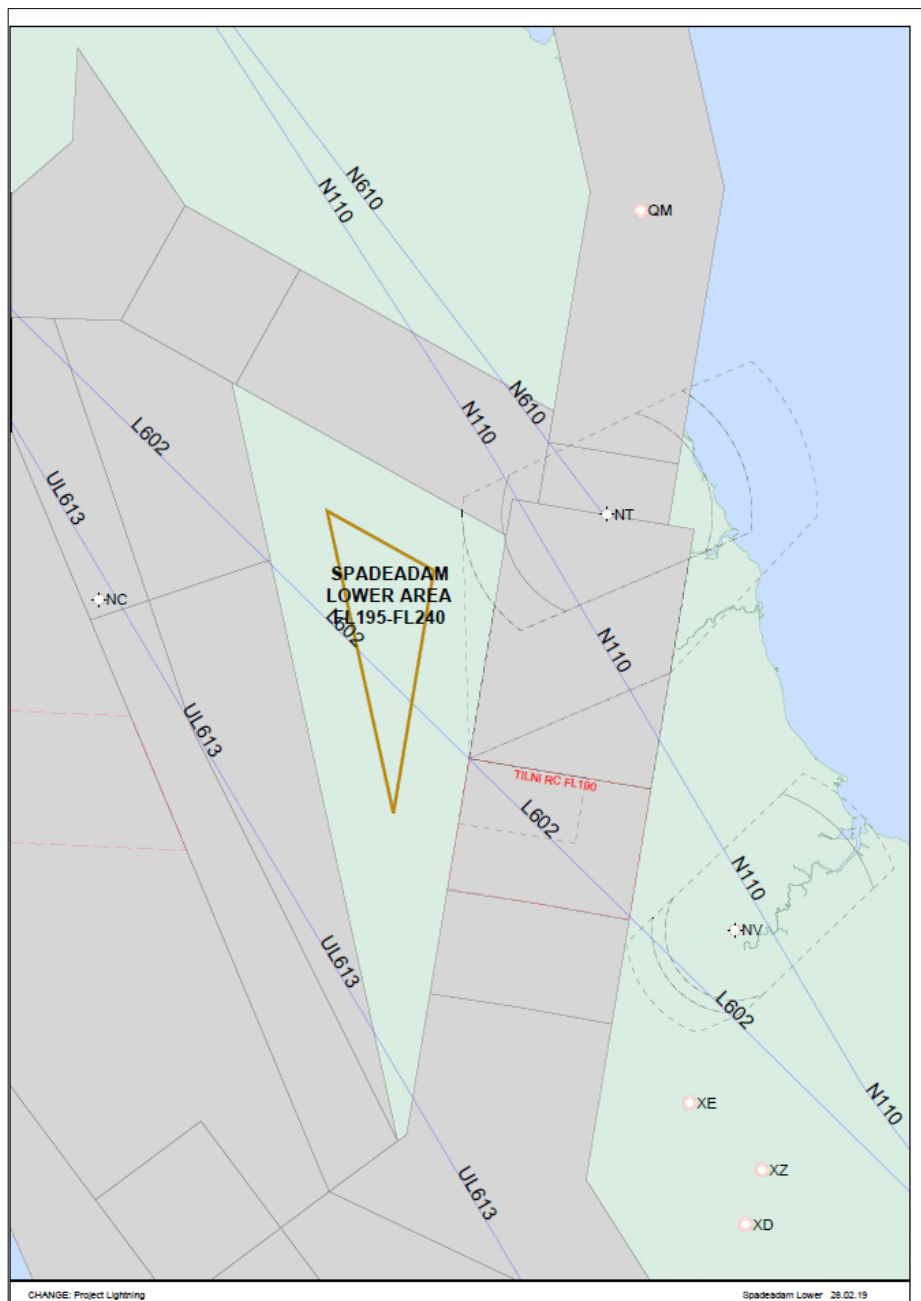 N610
N110
QM
N610
N110
L602
UL613
NT
SPADEADAM
LOWER AREA
FL195-FL240
NC
L602
N110
UL613
TILNI RC FL190
L602
N110
NV
UL613
L602
XE
N110
XZ
UL613
XD
CHANGE: Project Lightning
Spadeadam Lower 28.02.19